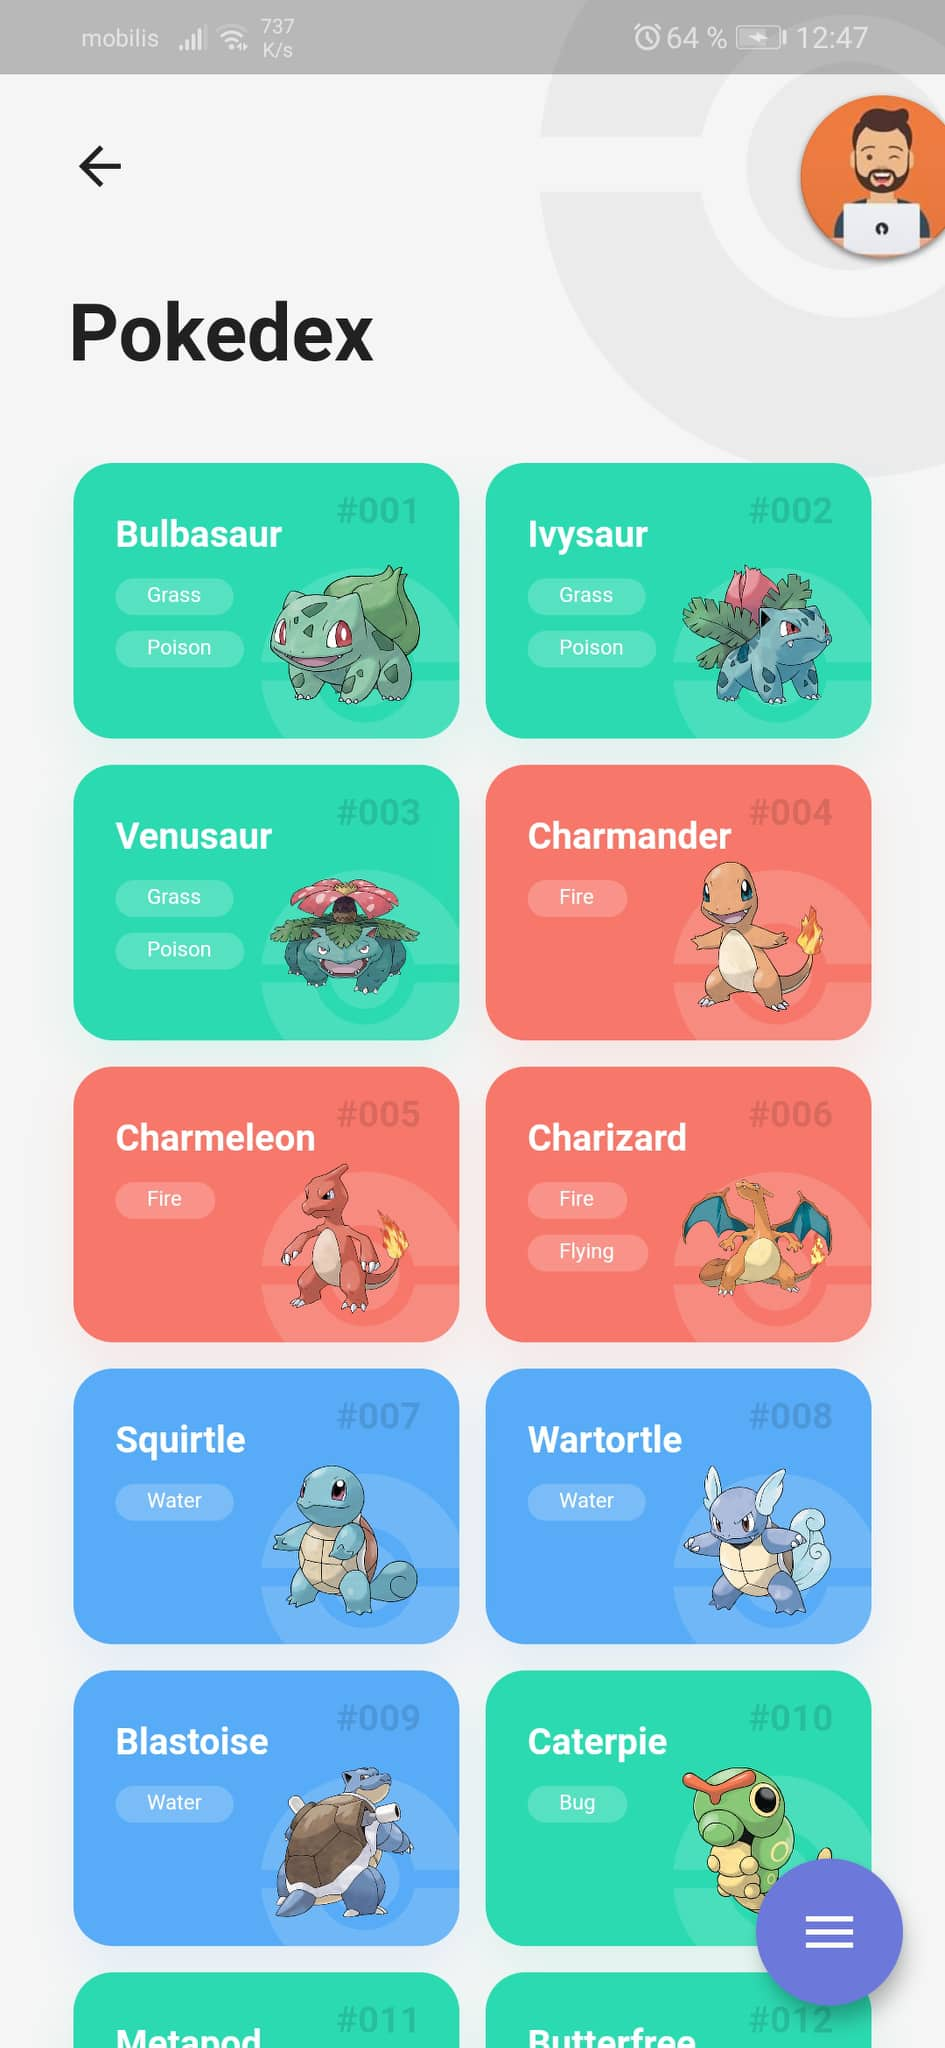 mobilis 737 K/s 64 % 12:47
Pokedex
#001
Bulbasaur
Grass
Poison
#002
Ivysaur
Grass
Poison
#003
Venusaur
Grass
Poison
#004
Charmander
Fire
#005
Charmeleon
Fire
#006
Charizard
Fire
Flying
#007
Squirtle
Water
#008
Wartortle
Water
#009
Blastoise
Water
#010
Caterpie
Bug
#011
Metapod
#012
Butterfree